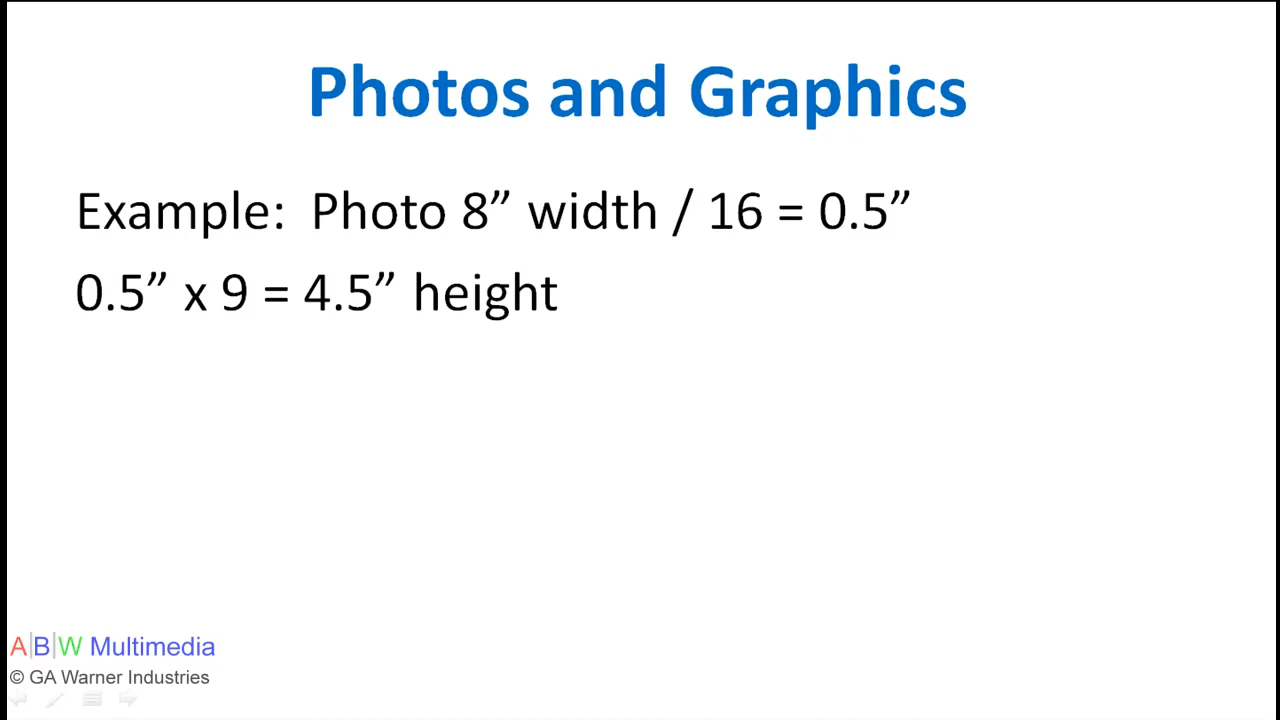 Photos and Graphics
Example:  Photo 8” width / 16 = 0.5”
0.5” x 9 = 4.5” height
A|B|W Multimedia
© GA Warner Industries